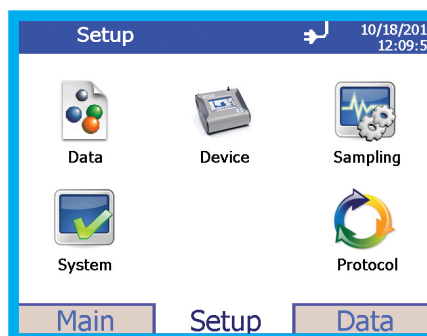 Setup 10/18/201
12:09:5
Data Device Sampling
System Protocol
Main Setup Data